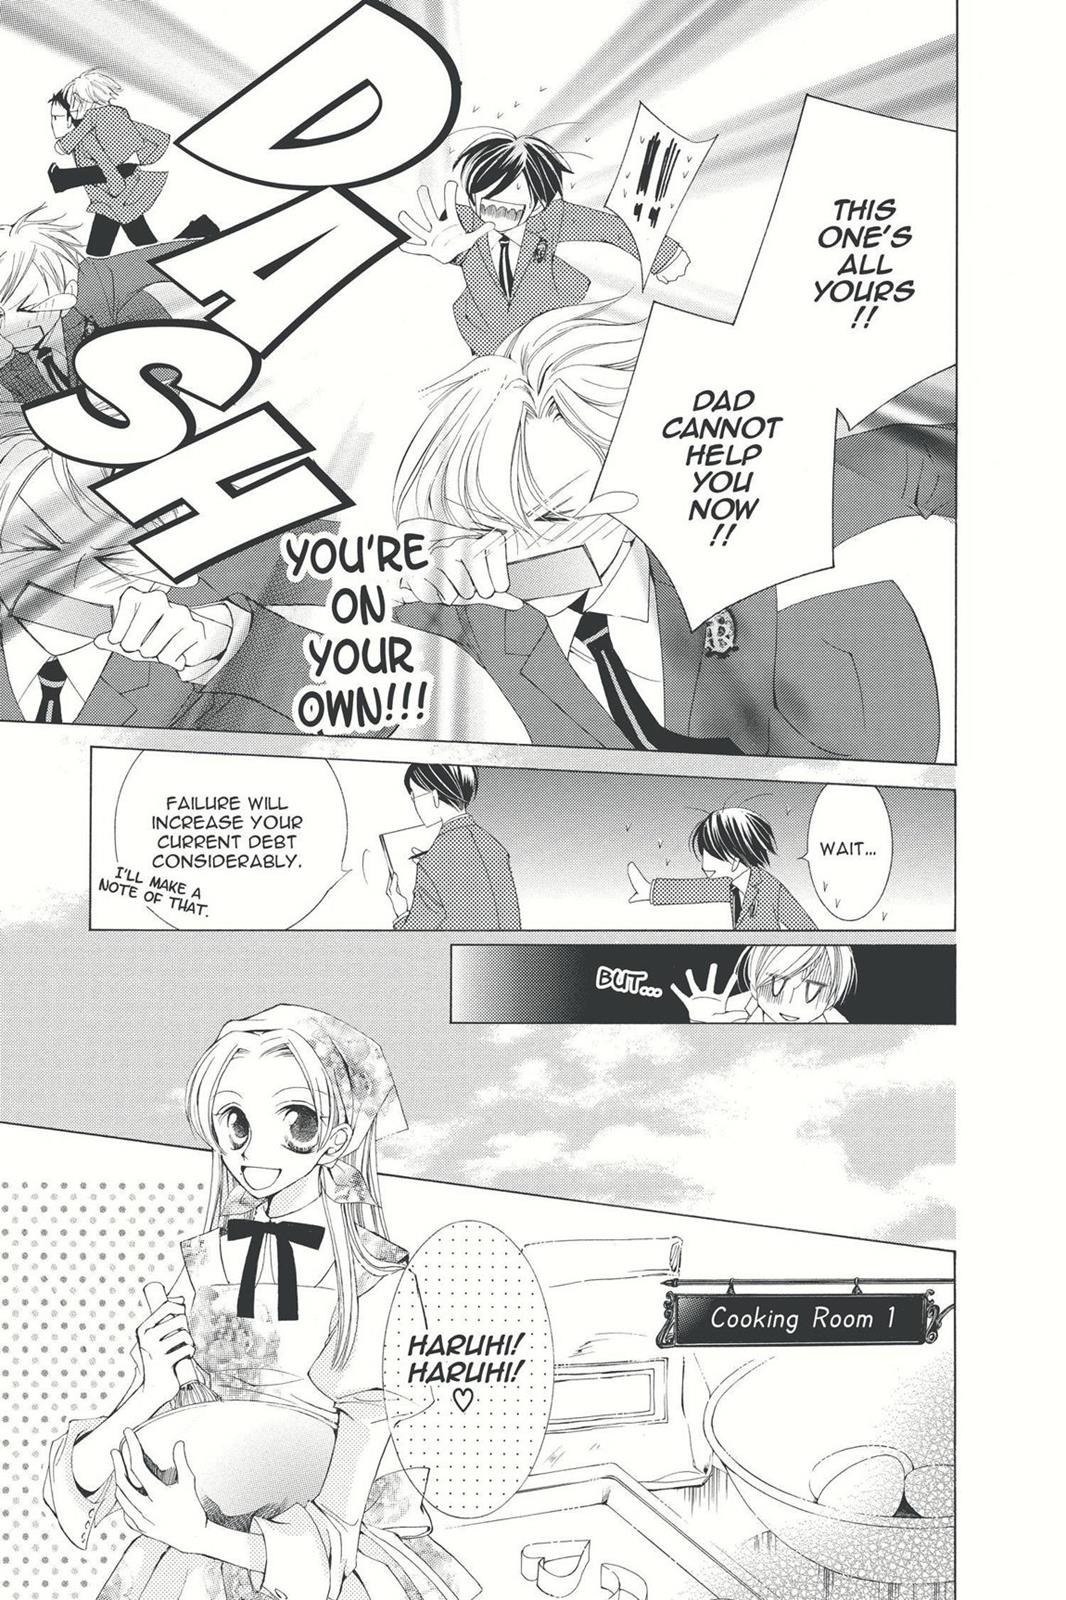 THIS
ONE'S
ALL
YOURS
!!
DAD
CANNOT
HELP
YOU
NOW
!!
!!
DASH
YOU'RE
ON
YOUR
OWN!!!
WAIT...
FAILURE WILL
INCREASE YOUR
CURRENT DEBT
CONSIDERABLY.
I'LL MAKE A
NOTE OF THAT.
BUT...
Cooking Room 1
HARUHI!
HARUHI!
♡